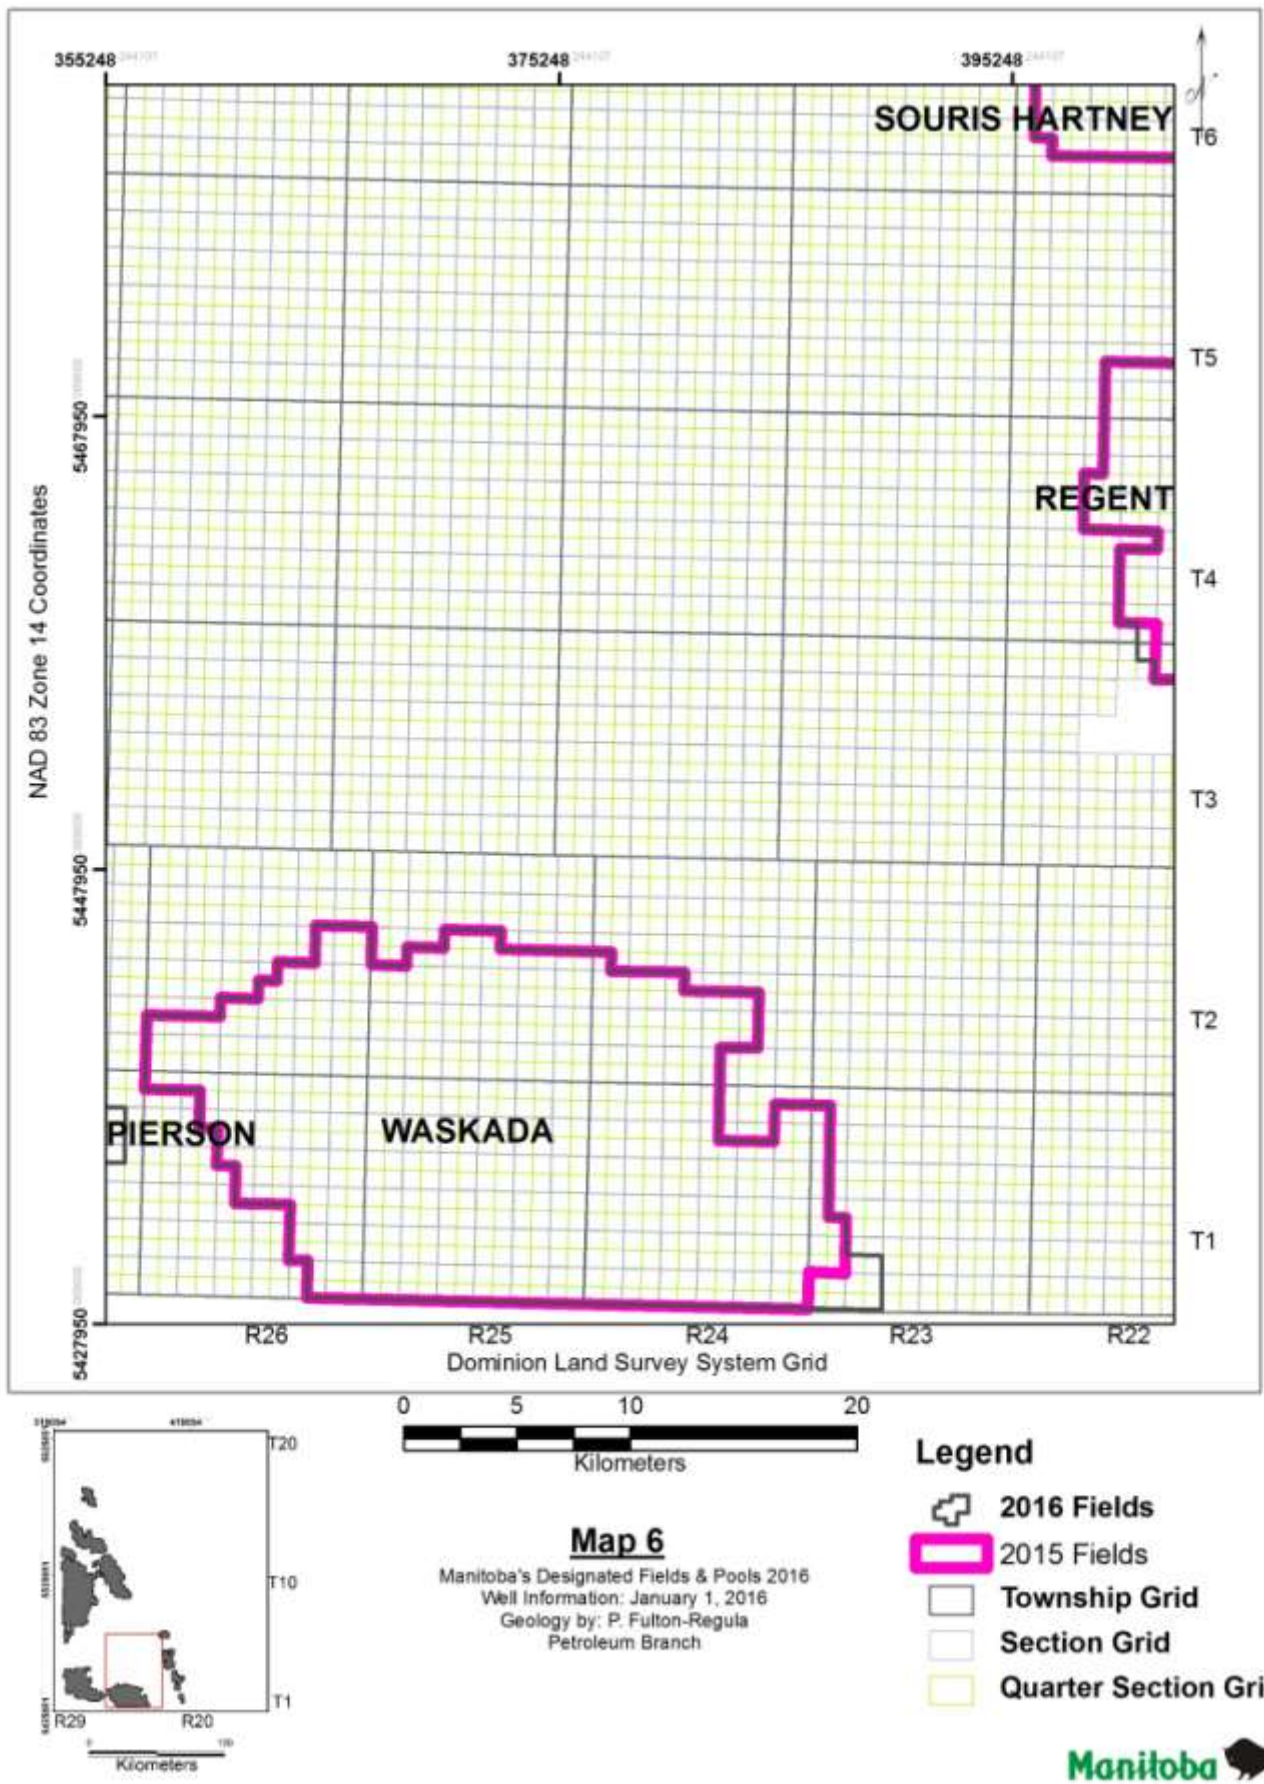 355248
375248
395248
SOURIS HARTNEY
T6
T5
5467950
REGENT
NAD 83 Zone 14 Coordinates
T4
T3
5447950
T2
PIERSON
WASKADA
T1
5427950
R26 R25 R24 R23 R22
Dominion Land Survey System Grid
0 5 10 20
Kilometers
T20
T10
T1
R29 R20
Kilometers
Map 6
Manitoba's Designated Fields & Pools 2016
Well Information: January 1, 2016
Geology by: P. Fulton-Regula
Petroleum Branch
Legend
2016 Fields
2015 Fields
Township Grid
Section Grid
Quarter Section Gri
Manitoba